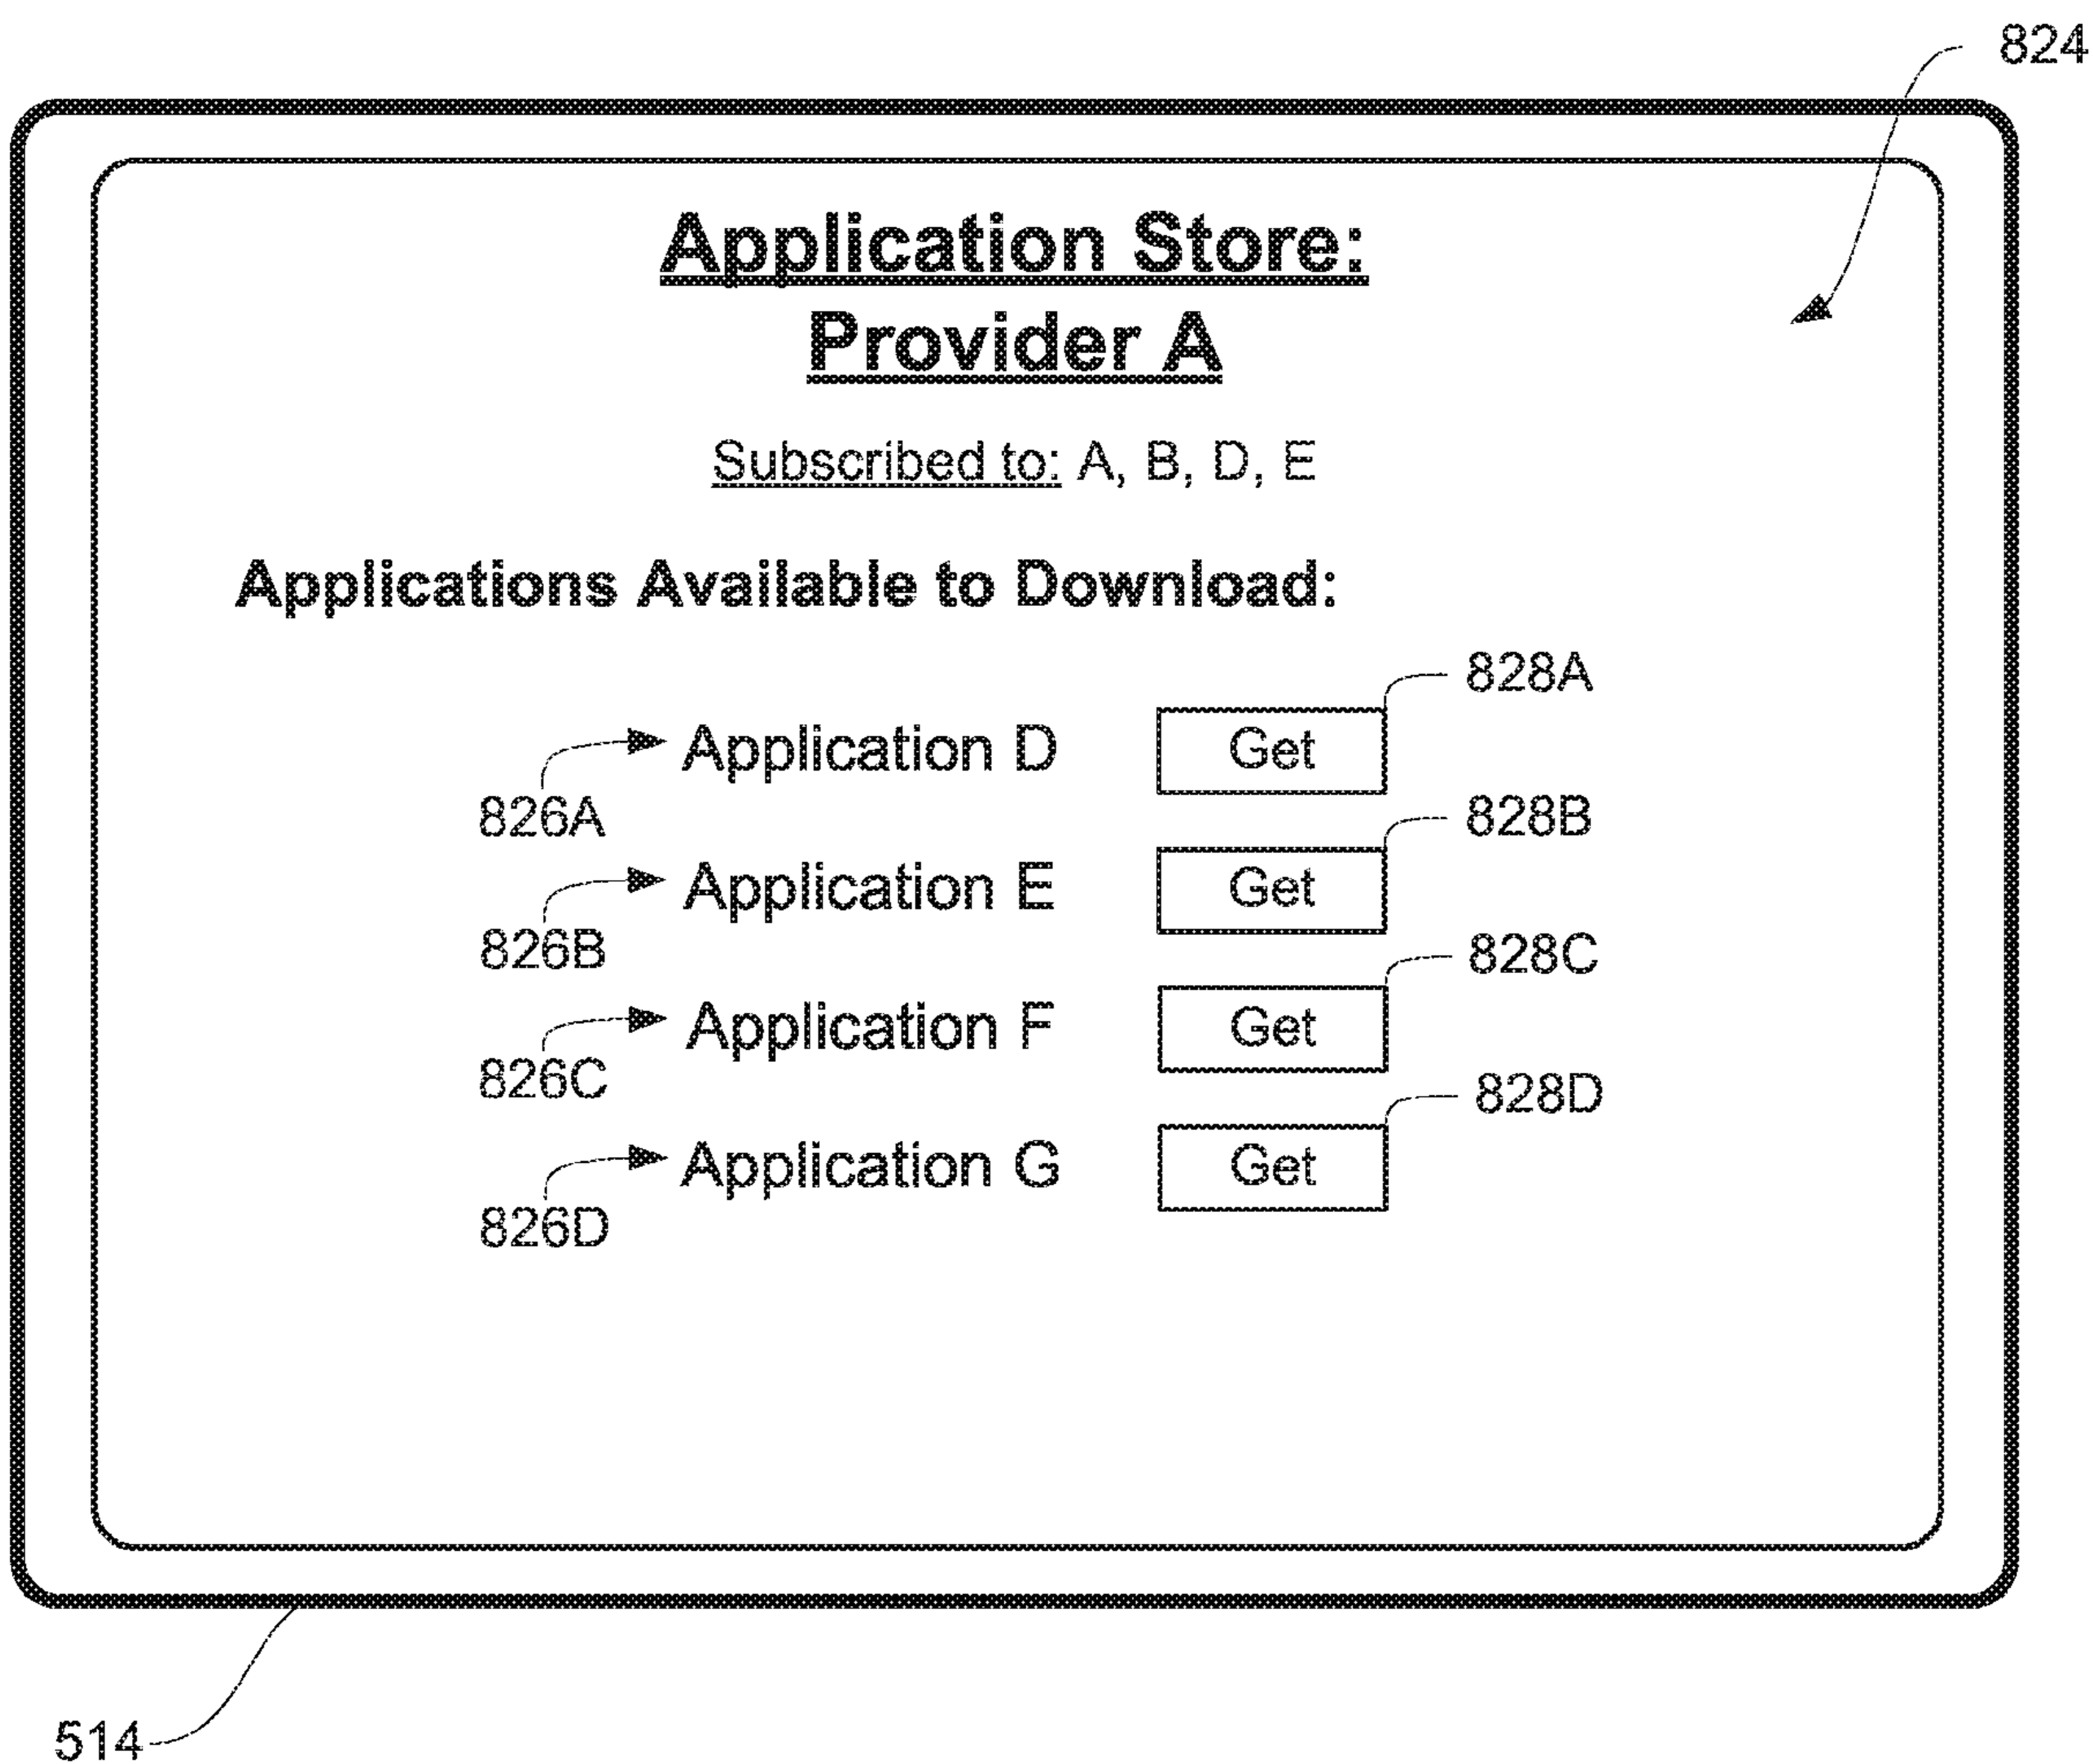 824
Application Store:
Provider A
Subscribed to: A, B, D, E
Applications Available to Download:
828A
Application D Get
826A
828B
Application E Get
826B
828C
Application F Get
826C
828D
Application G Get
826D
514